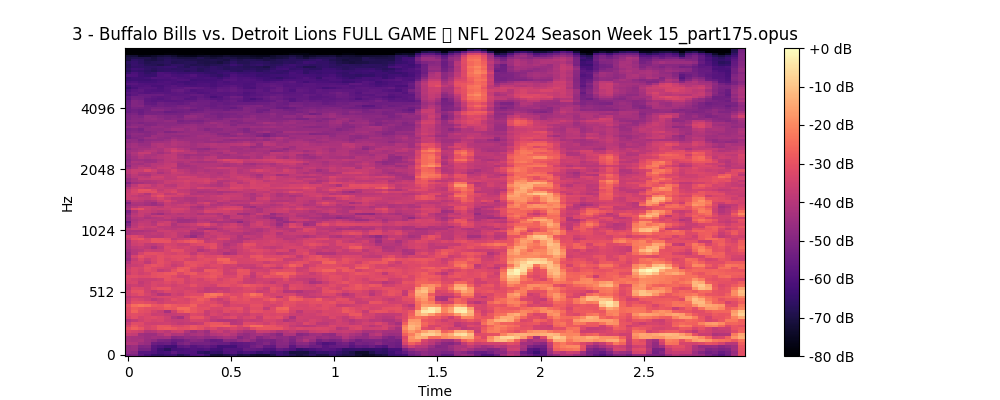 3 - Buffalo Bills vs. Detroit Lions FULL GAME ▯ NFL 2024 Season Week 15_part175.opus
+0 dB
4096
-10 dB
-20 dB
2048
-30 dB
Hz
-40 dB
1024
-50 dB
512
-60 dB
-70 dB
0
-80 dB
0
0.5
1
1.5
2
2.5
Time